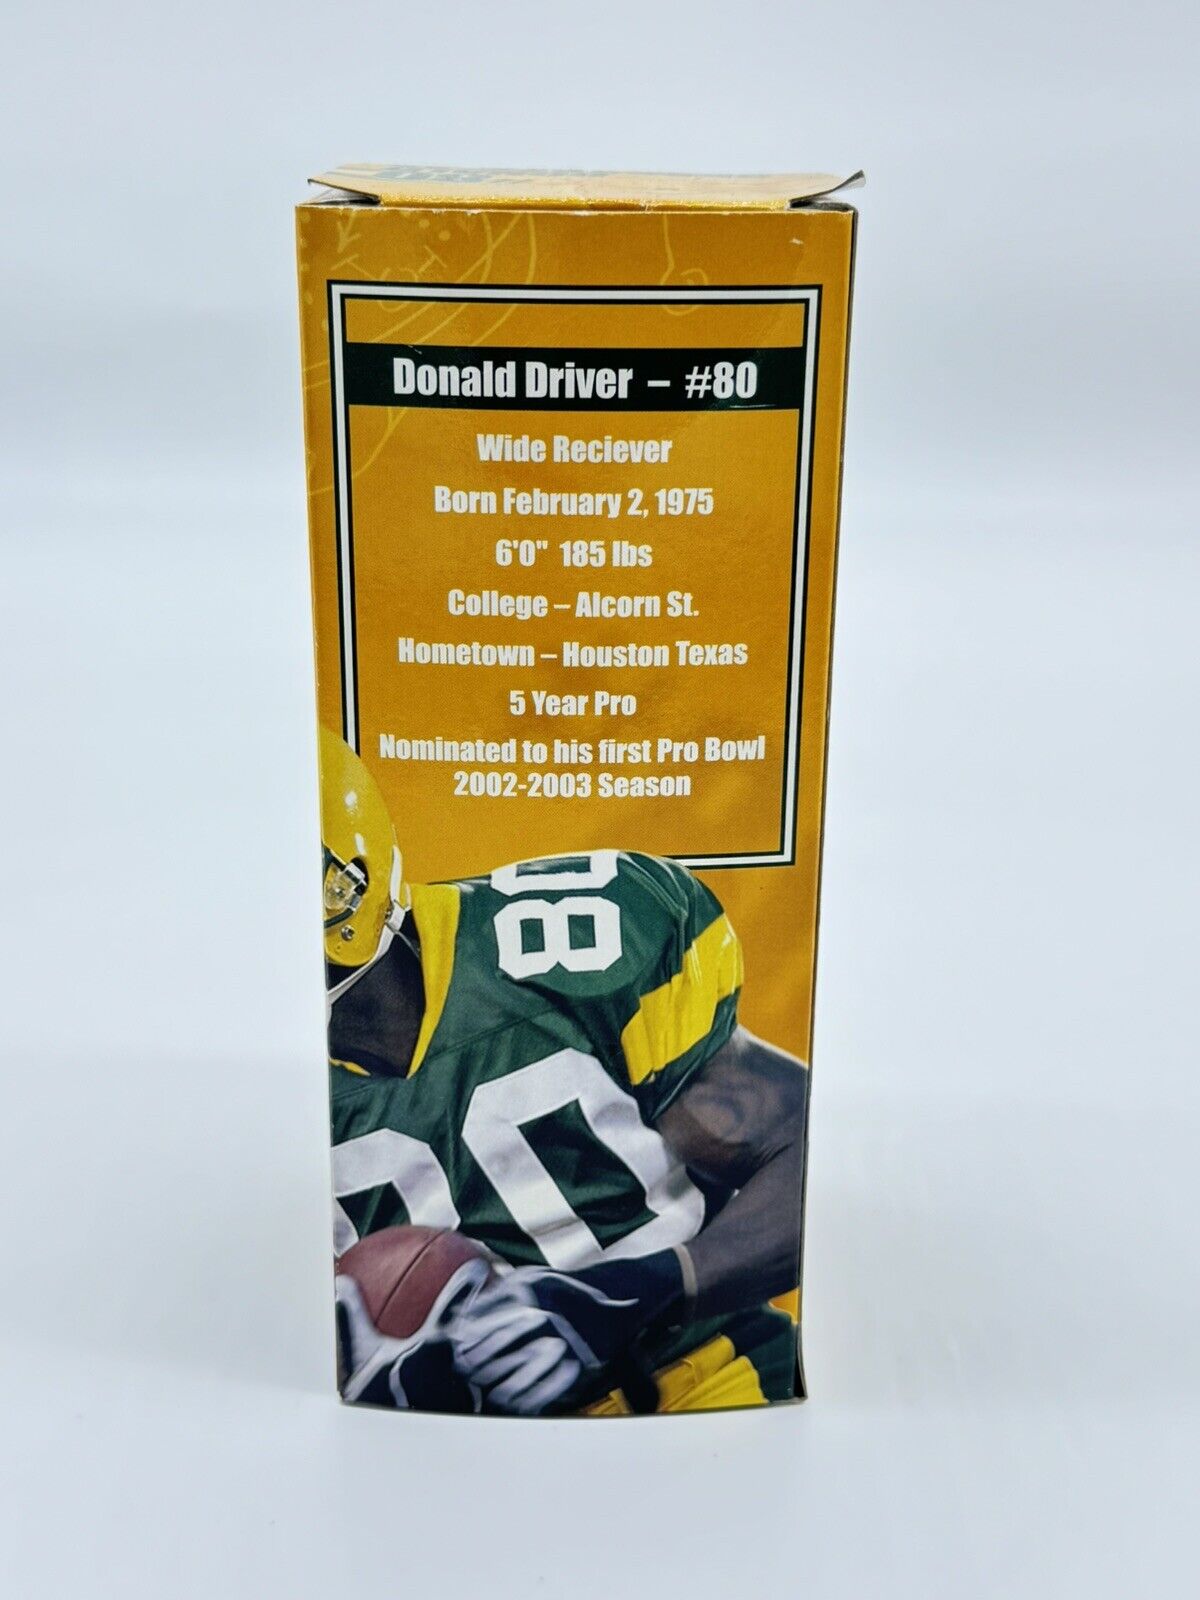 Donald Driver – #80
Wide Reciever
Born February 2, 1975
6'0" 185 lbs
College – Alcorn St.
Hometown – Houston Texas
5 Year Pro
Nominated to his first Pro Bowl
2002-2003 Season
80
80